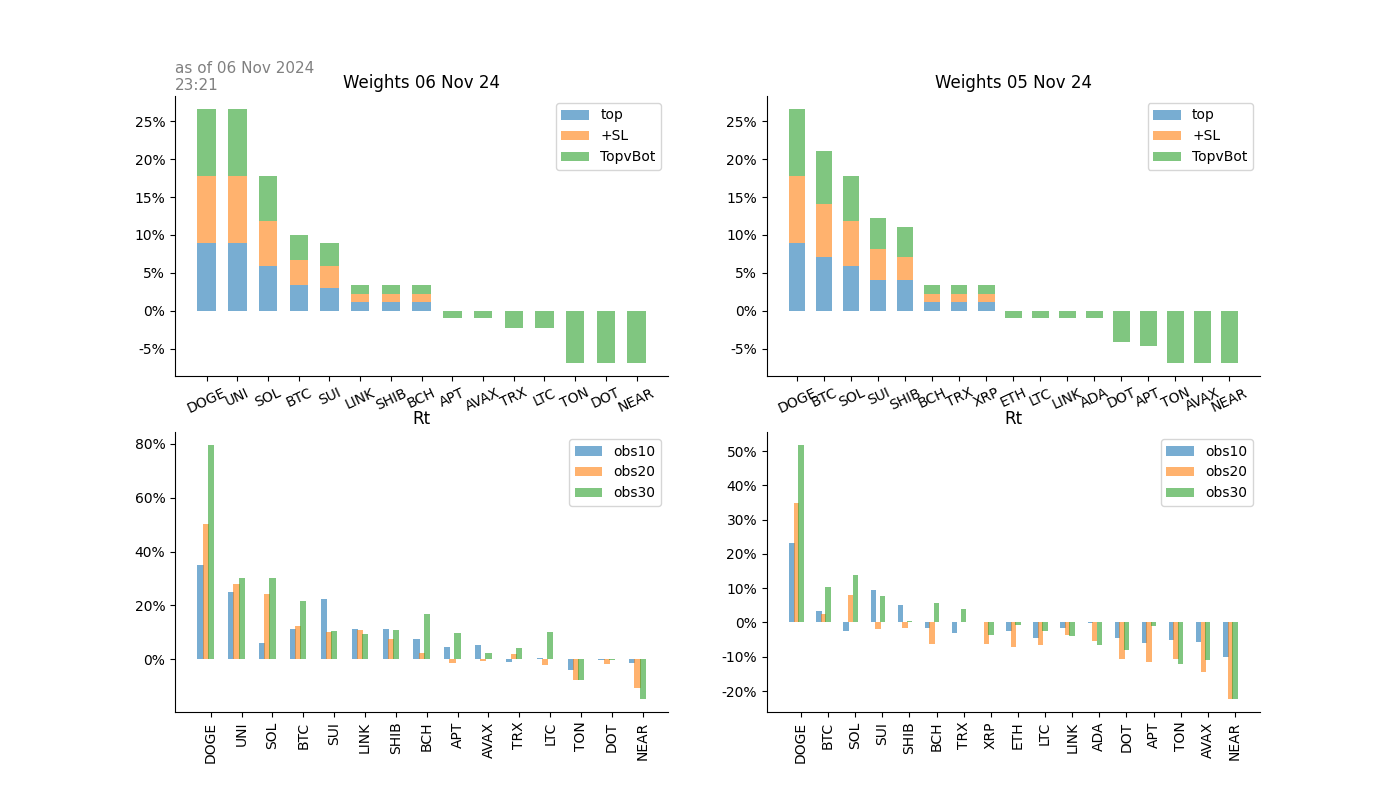 as of 06 Nov 2024
23:21
Weights 06 Nov 24
25%
20%
15%
10%
5%
0%
-5%
top
+SL
TopvBot
DOGE UNI SOL BTC SUI LINK SHIB BCH APT AVAX TRX LTC TON DOT NEAR
Weights 05 Nov 24
25%
20%
15%
10%
5%
0%
-5%
top
+SL
TopvBot
DOGE BTC SOL SUI SHIB BCH TRX XRP ETH LTC LINK ADA DOT APT TON AVAX NEAR
Rt
80%
60%
40%
20%
0%
obs10
obs20
obs30
DOGE UNI SOL BTC SUI LINK SHIB BCH APT AVAX TRX LTC TON DOT NEAR
Rt
50%
40%
30%
20%
10%
0%
-10%
-20%
obs10
obs20
obs30
DOGE BTC SOL SUI SHIB BCH TRX XRP ETH LTC LINK ADA DOT APT TON AVAX NEAR